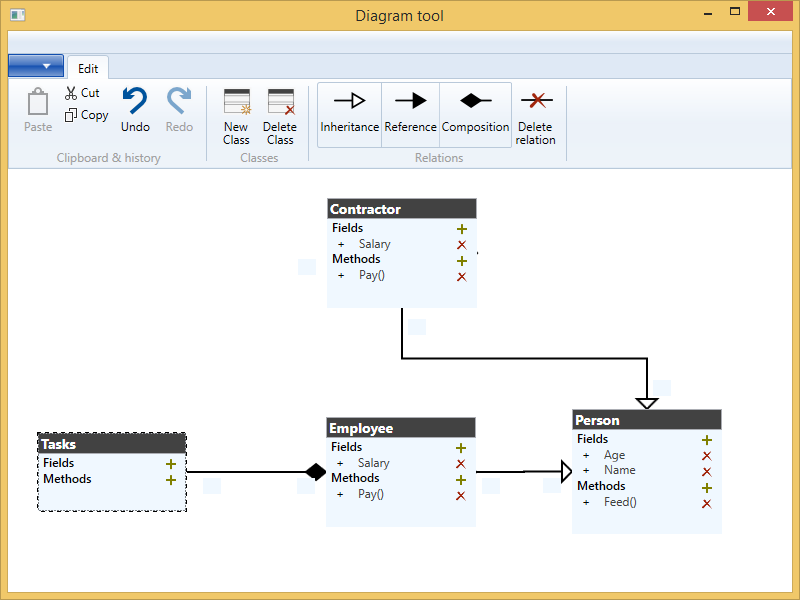 Diagram tool
Edit
Paste
Cut
Copy
Undo
Redo
Clipboard & history
New Class
Delete Class
Classes
Inheritance
Reference
Composition
Delete relation
Relations
Contractor
Fields
+ Salary
Methods
+ Pay()
Tasks
Fields
Methods
Employee
Fields
+ Salary
Methods
+ Pay()
Person
Fields
+ Age
+ Name
Methods
+ Feed()